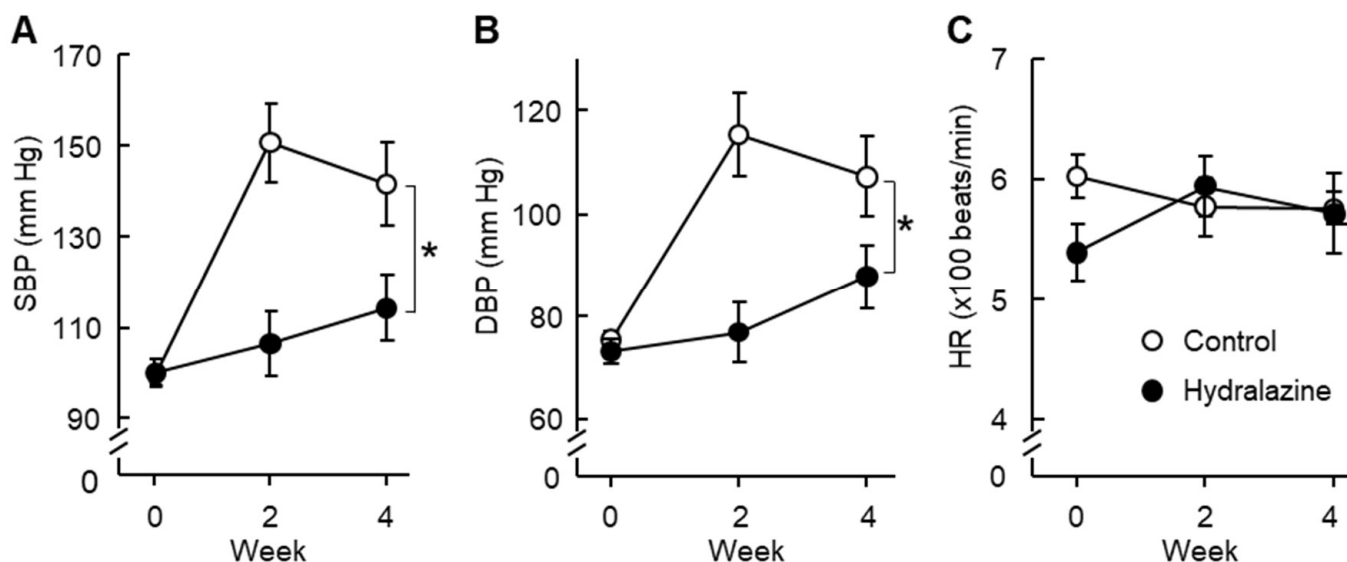 A
SBP (mm Hg)
170
150
130
110
90
0
*
0 2 4
Week
B
DBP (mm Hg)
120
100
80
60
0
*
0 2 4
Week
C
HR (x100 beats/min)
7
6
5
4
0
Control
Hydralazine
0 2 4
Week